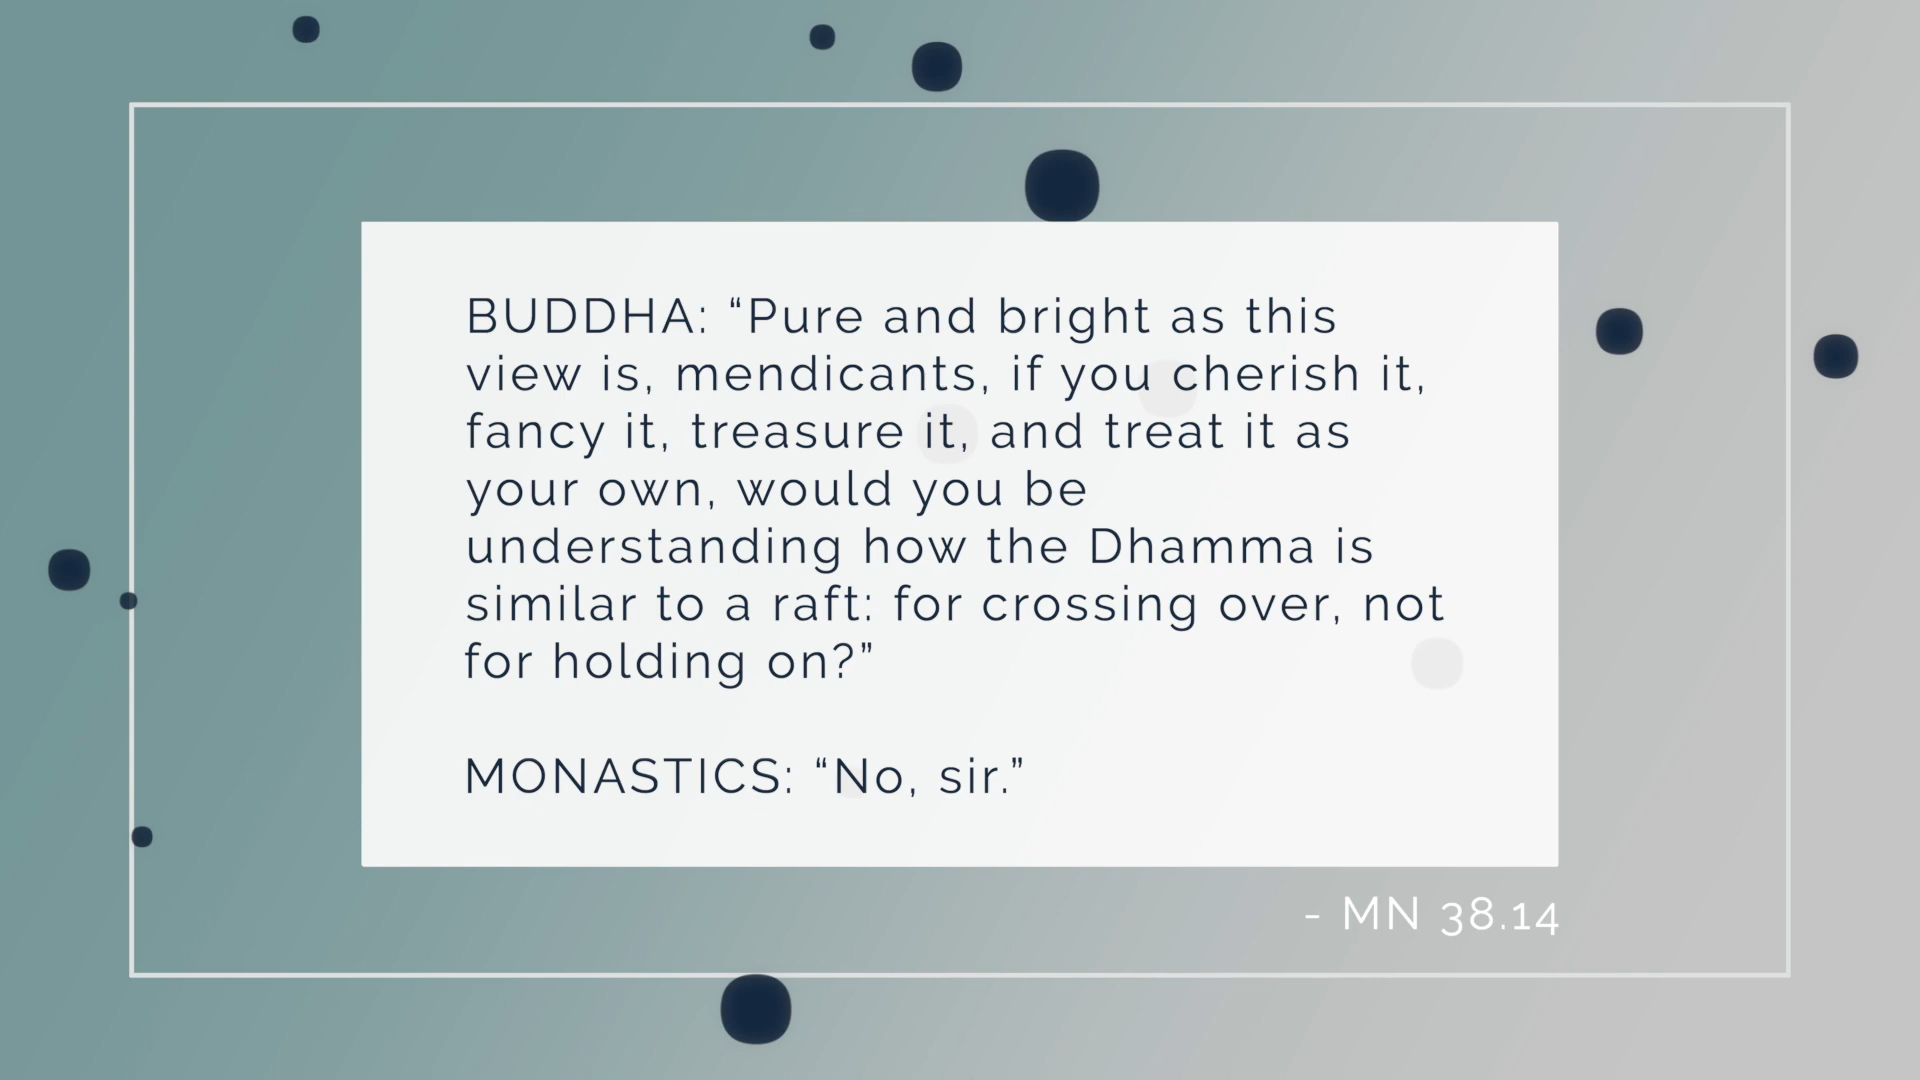 BUDDHA: “Pure and bright as this
view is, mendicants, if you cherish it,
fancy it, treasure it, and treat it as
your own, would you be
understanding how the Dhamma is
similar to a raft: for crossing over, not
for holding on?”
MONASTICS: “No, sir.”
- MN 38.14